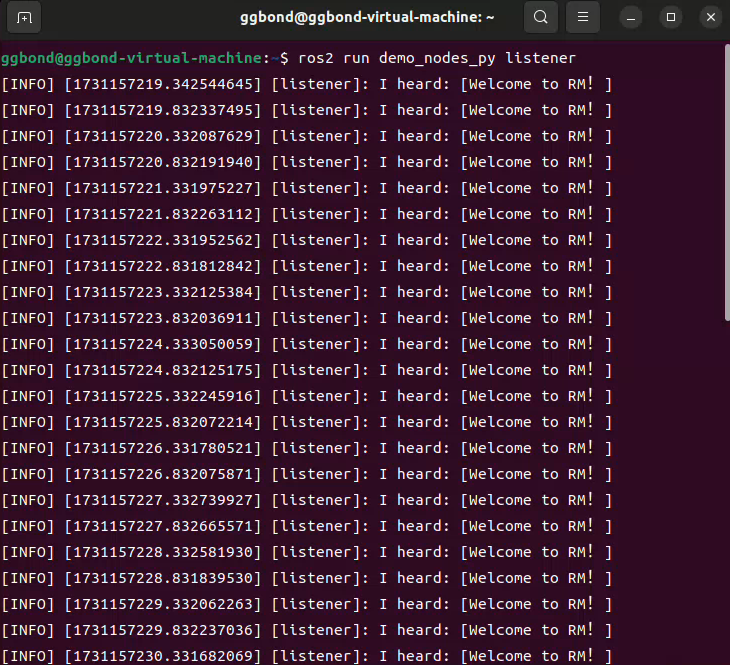 ggbond@ggbond-virtual-machine: ~
ggbond@ggbond-virtual-machine:~$ ros2 run demo_nodes_py listener
[INFO] [1731157219.342544645] [listener]: I heard: [Welcome to RM！]
[INFO] [1731157219.832337495] [listener]: I heard: [Welcome to RM！]
[INFO] [1731157220.332087629] [listener]: I heard: [Welcome to RM！]
[INFO] [1731157220.832191940] [listener]: I heard: [Welcome to RM！]
[INFO] [1731157221.331975227] [listener]: I heard: [Welcome to RM！]
[INFO] [1731157221.832263112] [listener]: I heard: [Welcome to RM！]
[INFO] [1731157222.331952562] [listener]: I heard: [Welcome to RM！]
[INFO] [1731157222.831812842] [listener]: I heard: [Welcome to RM！]
[INFO] [1731157223.332125384] [listener]: I heard: [Welcome to RM！]
[INFO] [1731157223.832036911] [listener]: I heard: [Welcome to RM！]
[INFO] [1731157224.333050059] [listener]: I heard: [Welcome to RM！]
[INFO] [1731157224.832125175] [listener]: I heard: [Welcome to RM！]
[INFO] [1731157225.332245916] [listener]: I heard: [Welcome to RM！]
[INFO] [1731157225.832072214] [listener]: I heard: [Welcome to RM！]
[INFO] [1731157226.331780521] [listener]: I heard: [Welcome to RM！]
[INFO] [1731157226.832075871] [listener]: I heard: [Welcome to RM！]
[INFO] [1731157227.332739927] [listener]: I heard: [Welcome to RM！]
[INFO] [1731157227.832665571] [listener]: I heard: [Welcome to RM！]
[INFO] [1731157228.332581930] [listener]: I heard: [Welcome to RM！]
[INFO] [1731157228.831839530] [listener]: I heard: [Welcome to RM！]
[INFO] [1731157229.332062263] [listener]: I heard: [Welcome to RM！]
[INFO] [1731157229.832237036] [listener]: I heard: [Welcome to RM！]
[INFO] [1731157230.331682069] [listener]: I heard: [Welcome to RM！]